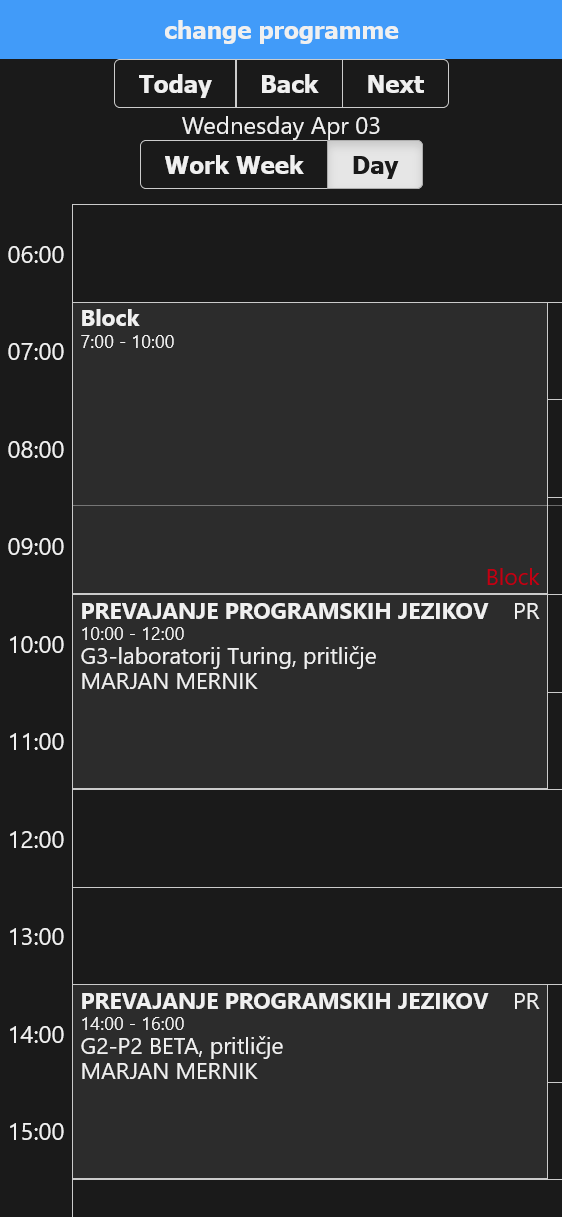 change programme
Today Back Next
Wednesday Apr 03
Work Week Day
06:00
07:00
08:00
09:00
10:00
11:00
12:00
13:00
14:00
15:00
Block
7:00 - 10:00
Block
PREVAJANJE PROGRAMSKIH JEZIKOV PR
10:00 - 12:00
G3-laboratorij Turing, pritličje
MARJAN MERNIK
PREVAJANJE PROGRAMSKIH JEZIKOV PR
14:00 - 16:00
G2-P2 BETA, pritličje
MARJAN MERNIK